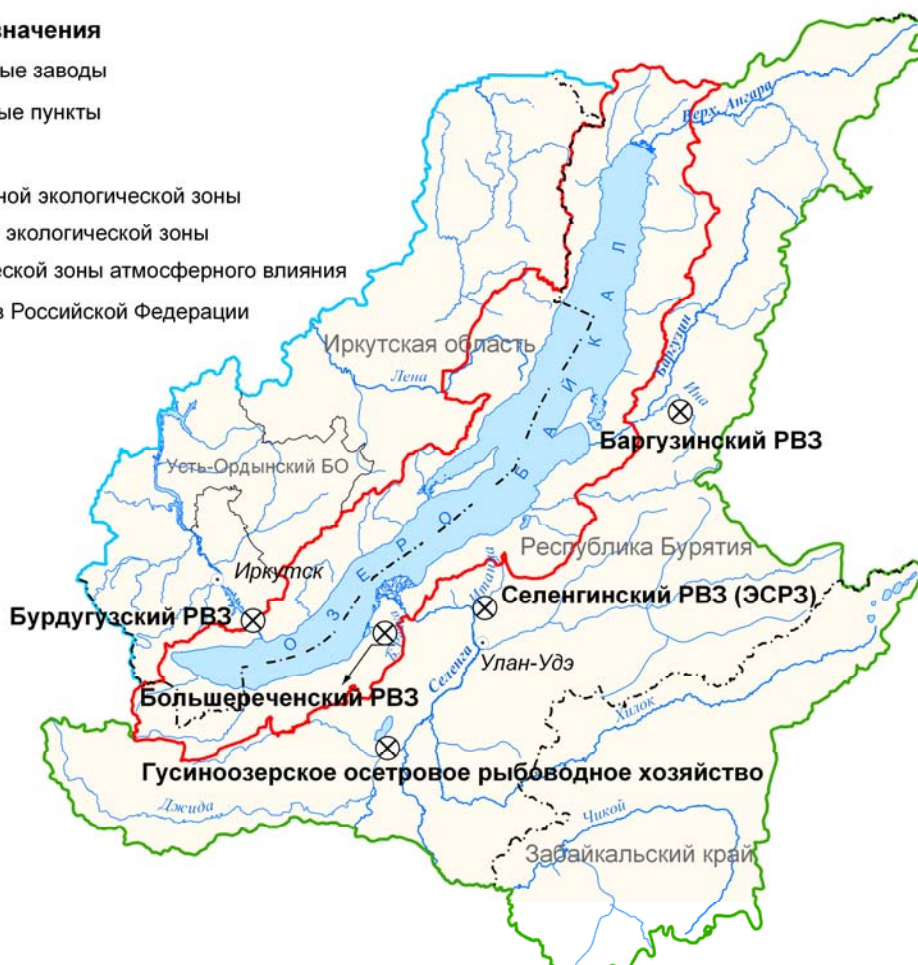 значения
ые заводы
ые пункты
ной экологической зоны
экологической зоны
еской зоны атмосферного влияния
в Российской Федерации
Верх. Ангара
Иркутская область
Лена
Баргузин
Ина
Баргузинский РВЗ
Усть-Ордынский БО
ОЗЕРО БАЙКАЛ
Республика Бурятия
Иркутск
Итанца
Селенгинский РВЗ (ЭСРЗ)
Бурдугузский РВЗ
Улан-Удэ
Селенга
Большереченский РВЗ
Хилок
Гусиноозерское осетровое рыбоводное хозяйство
Джида
Чикой
Забайкальский край